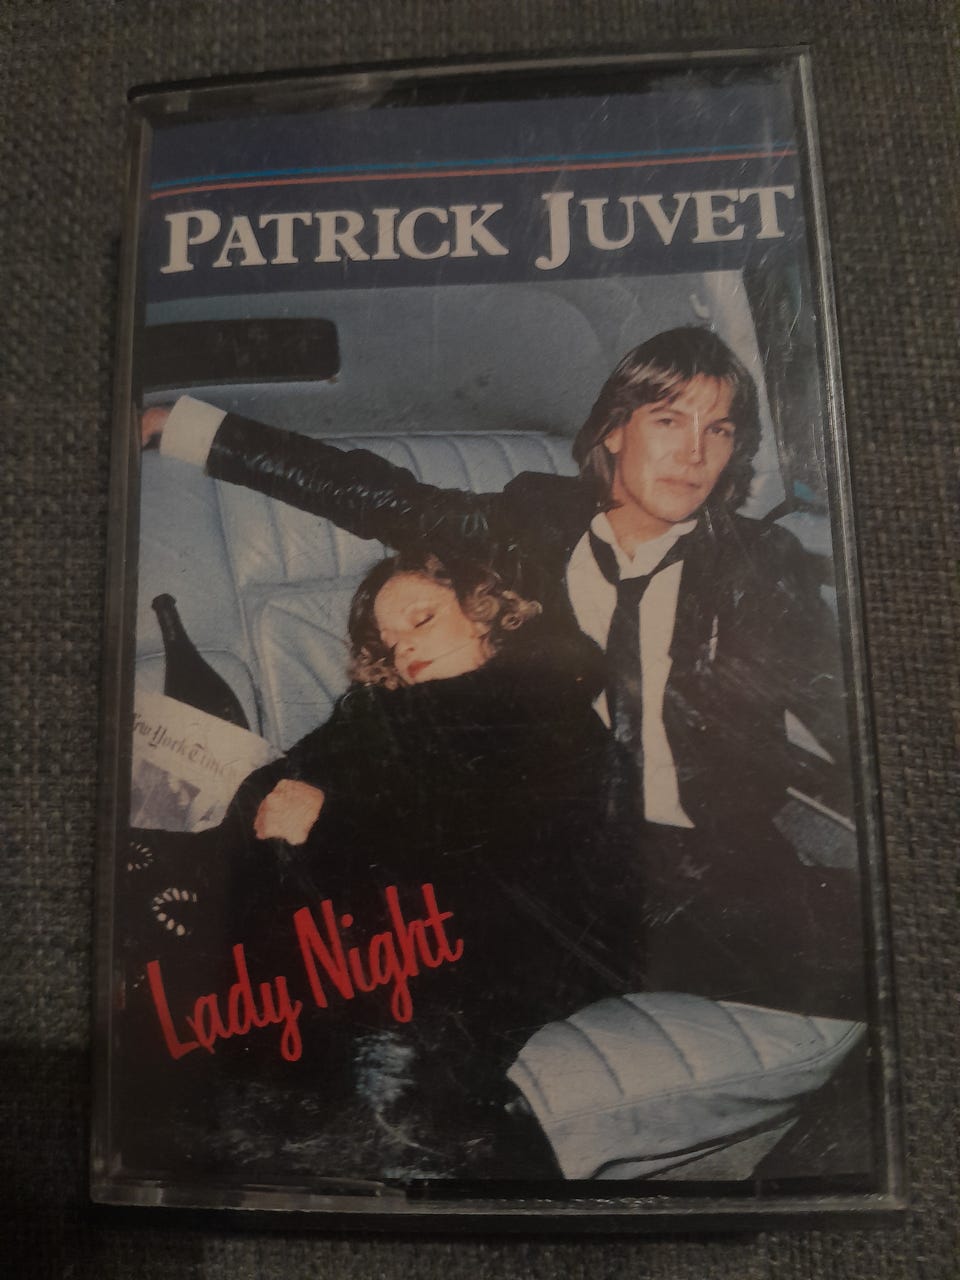 PATRICK JUVET
New York Times
Lady Night